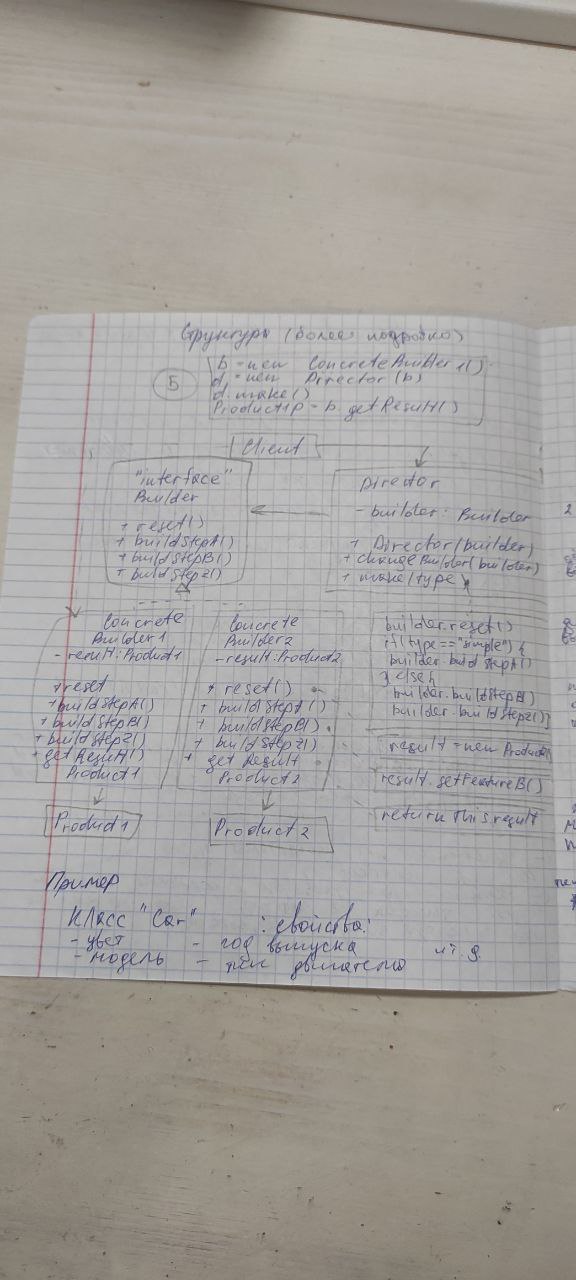 Структуры (более подробно)
5
b = new ConcreteBuilder1()
d = new Director(b)
d.make()
Product1 p = b.getResult()
Client
"interface"
Builder
+ reset()
+ buildStepA()
+ buildStepB()
+ buildStepZ()
Director
- builder: Builder
+ Director(builder)
+ changeBuilder(builder)
+ make(type)
Concrete
Builder1
- result: Product1
+ reset
+ buildStepA()
+ buildStepB()
+ buildStepZ()
+ getResult()
Product1
Concrete
Builder2
- result: Product2
+ reset()
+ buildStepA()
+ buildStepB()
+ buildStepZ()
+ getResult
Product2
builder.reset()
if(type == "simple") {
builder.buildStepA()
} else {
builder.buildStepB()
builder.buildStepZ()}
result = new Product2
result.setFeatureB()
return this.result
Product1
Product2
Пример
Класс "Car" : свойства:
- цвет - год выпуска
- модель - тип двигателя и т.д.